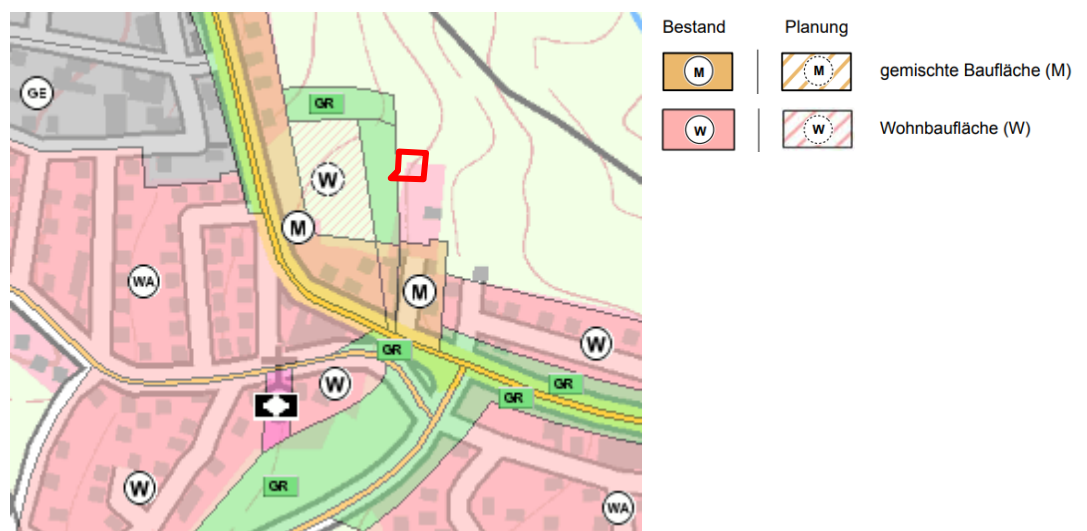 Bestand
Planung
M
M
gemischte Baufläche (M)
W
W
Wohnbaufläche (W)
GE
GR
W
M
WA
M
W
GR
W
GR
GR
W
GR
WA